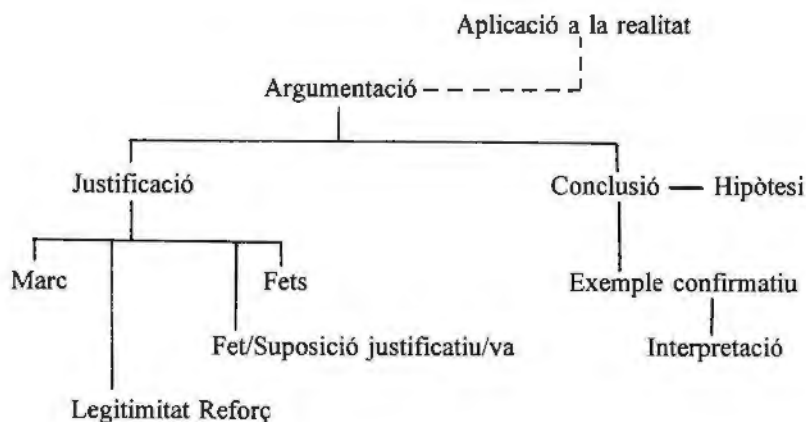 Aplicació a la realitat
Argumentació
Justificació
Conclusió — Hipòtesi
Marc
Fets
Exemple confirmatiu
Fet/Suposició justificatiu/va
Interpretació
Legitimitat Reforç